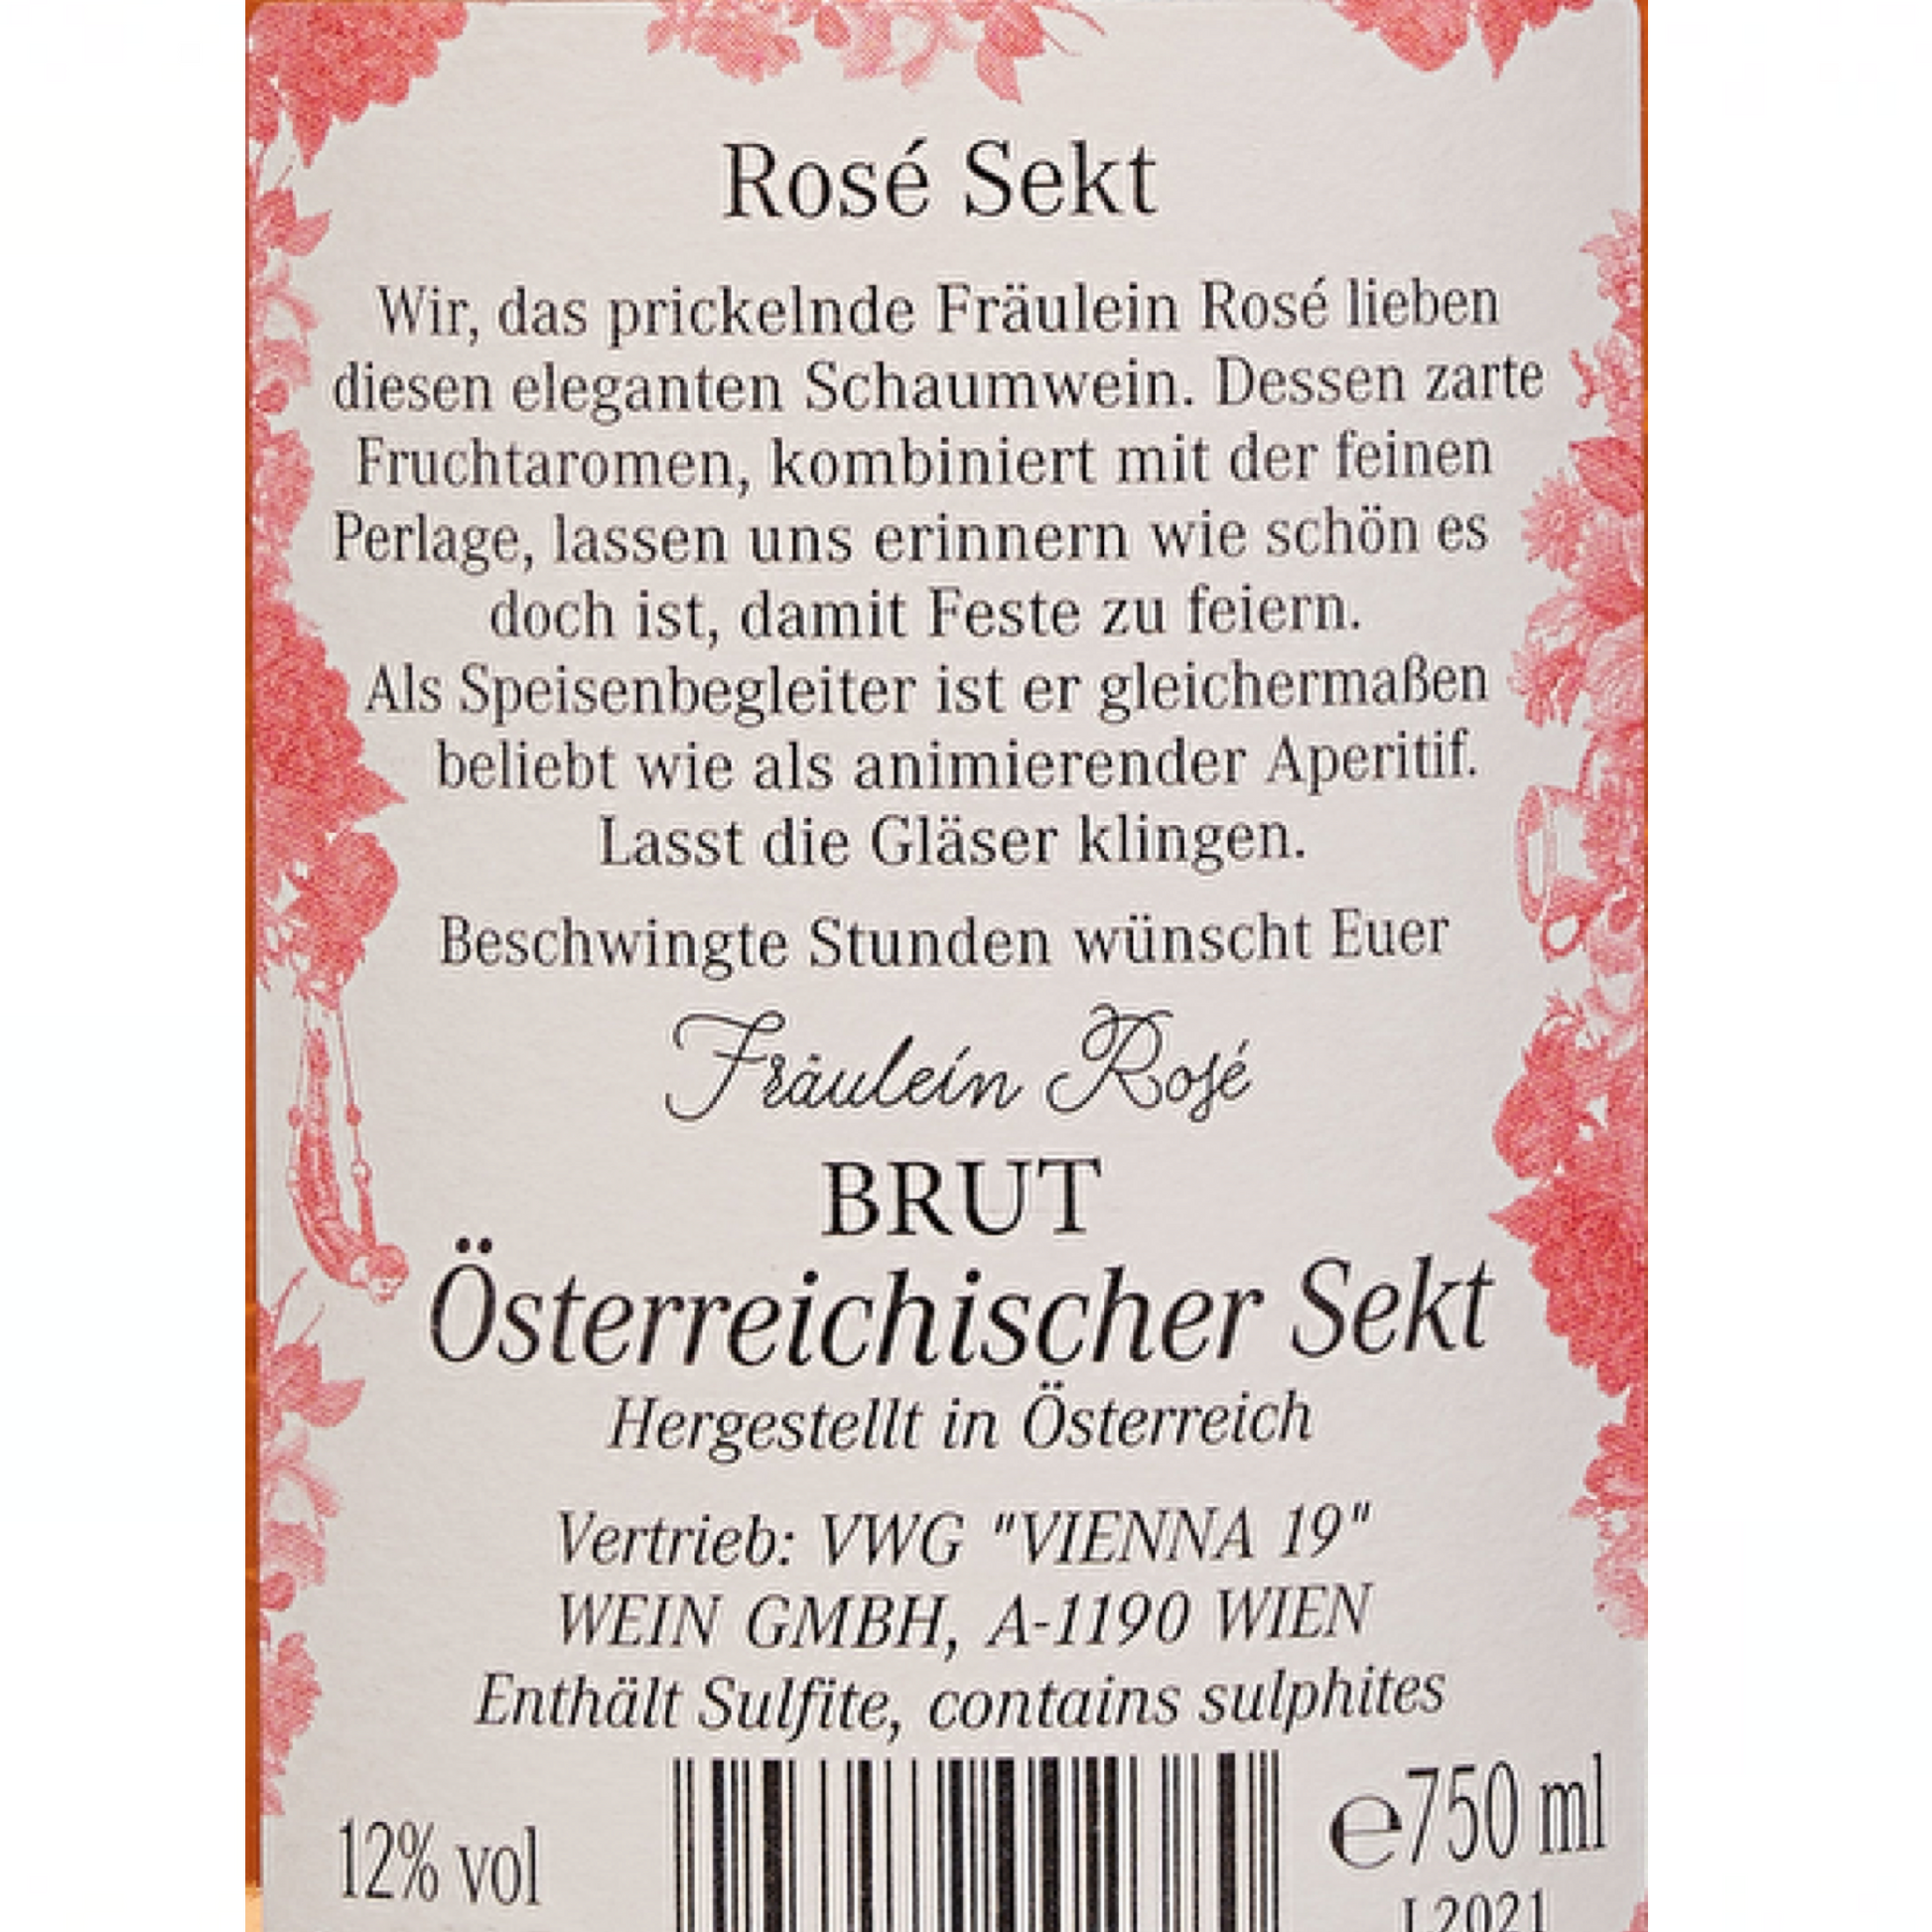 Rosé Sekt
Wir, das prickelnde Fräulein Rosé lieben
diesen eleganten Schaumwein. Dessen zarte
Fruchtaromen, kombiniert mit der feinen
Perlage, lassen uns erinnern wie schön es
doch ist, damit Feste zu feiern.
Als Speisenbegleiter ist er gleichermaßen
beliebt wie als animierender Aperitif.
Lasst die Gläser klingen.
Beschwingte Stunden wünscht Euer
Fräulein Rosé
BRUT
Österreichischer Sekt
Hergestellt in Österreich
Vertrieb: VWG "VIENNA 19"
WEIN GMBH, A-1190 WIEN
Enthält Sulfite, contains sulphites
12% vol
℮750 ml
L2021